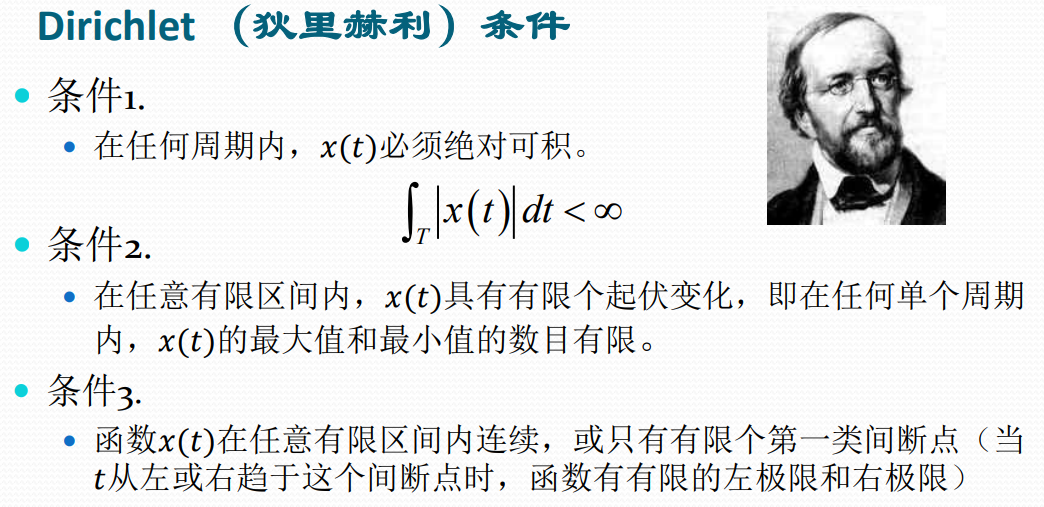 Dirichlet （狄里赫利）条件
• 条件1.
• 在任何周期内，x(t)必须绝对可积。
∫_T |x(t)| dt < ∞
• 条件2.
• 在任意有限区间内，x(t)具有有限个起伏变化，即在任何单个周期
内，x(t)的最大值和最小值的数目有限。
• 条件3.
• 函数x(t)在任意有限区间内连续，或只有有限个第一类间断点（当
t从左或右趋于这个间断点时，函数有有限的左极限和右极限）